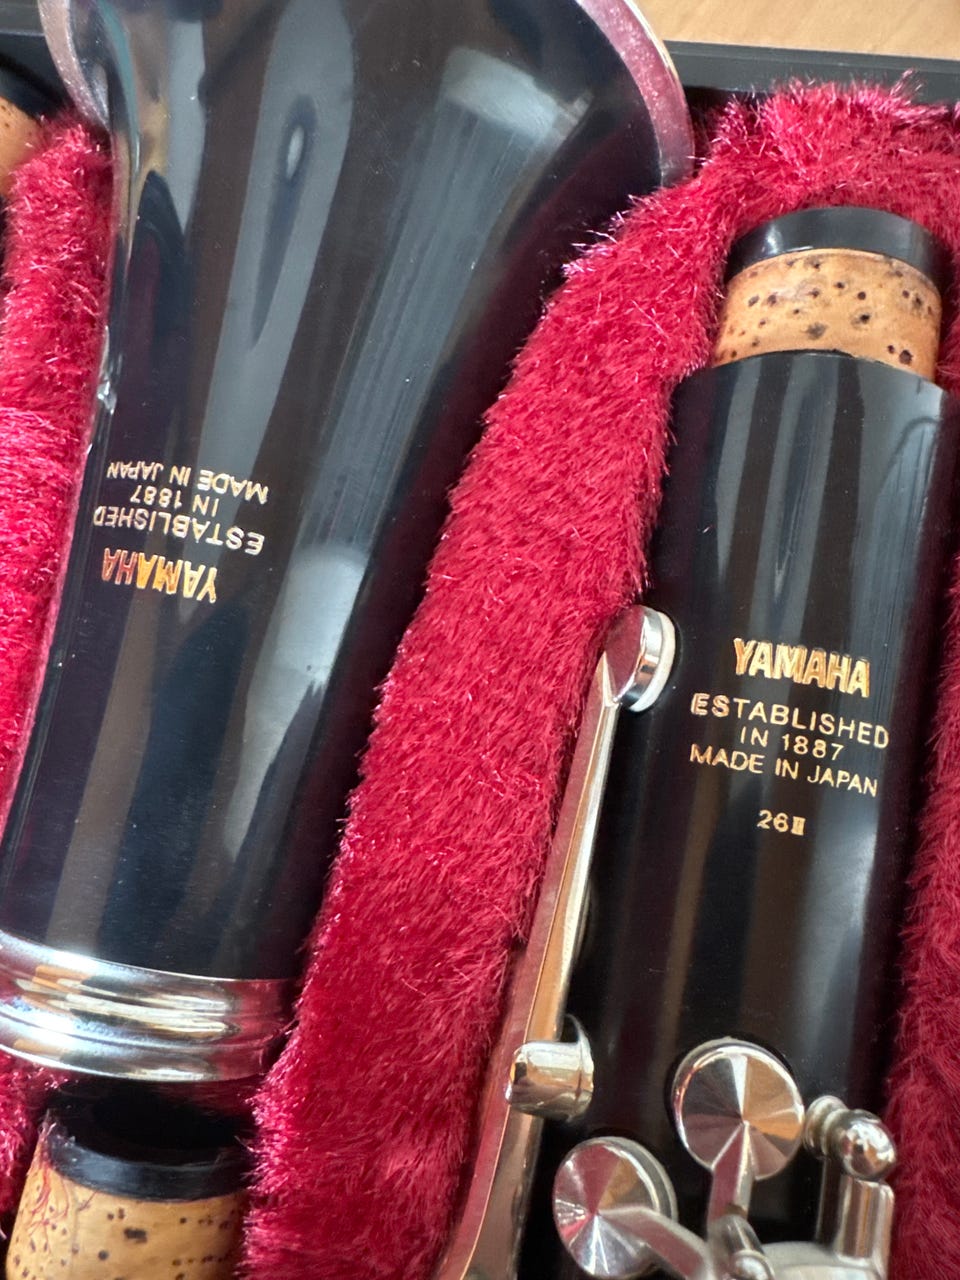 YAMAHA
ESTABLISHED
IN 1887
MADE IN JAPAN
YAMAHA
ESTABLISHED
IN 1887
MADE IN JAPAN
26II